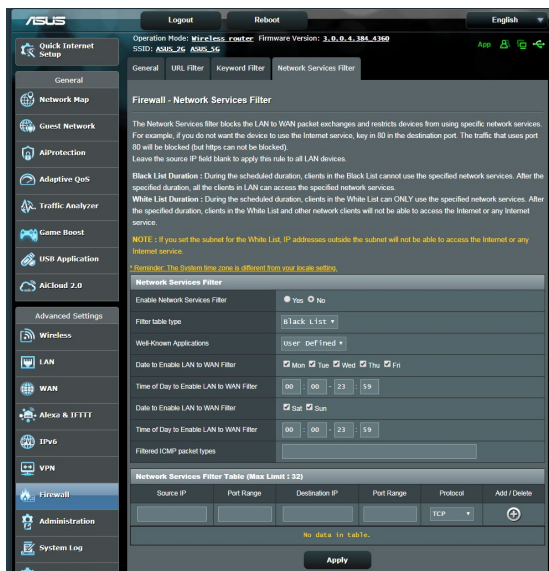 ASUS
Logout
Reboot
English
Quick Internet
Setup
Operation Mode: Wireless router Firmware Version: 3.0.0.4.384_4360
SSID: ASUS_2G ASUS_5G
App
General URL Filter Keyword Filter Network Services Filter
General
Network Map
Guest Network
AiProtection
Adaptive QoS
Traffic Analyzer
Game Boost
USB Application
AiCloud 2.0
Advanced Settings
Wireless
LAN
WAN
Alexa & IFTTT
IPv6
VPN
Firewall
Administration
System Log
Firewall - Network Services Filter
The Network Services filter blocks the LAN to WAN packet exchanges and restricts devices from using specific network services.
For example, if you do not want the device to use the Internet service, key in 80 in the destination port. The traffic that uses port
80 will be blocked (but https can not be blocked).
Leave the source IP field blank to apply this rule to all LAN devices.
Black List Duration : During the scheduled duration, clients in the Black List cannot use the specified network services. After the
specified duration, all the clients in LAN can access the specified network services.
White List Duration : During the scheduled duration, clients in the White List can ONLY use the specified network services. After
the specified duration, clients in the White List and other network clients will not be able to access the Internet or any Internet
service.
NOTE : If you set the subnet for the White List, IP addresses outside the subnet will not be able to access the Internet or any
Internet service.
* Reminder: The System time zone is different from your locale setting.
Network Services Filter
Enable Network Services Filter Yes No
Filter table type Black List
Well-Known Applications User Defined
Date to Enable LAN to WAN Filter Mon Tue Wed Thu Fri
Time of Day to Enable LAN to WAN Filter 00 : 00 - 23 : 59
Date to Enable LAN to WAN Filter Sat Sun
Time of Day to Enable LAN to WAN Filter 00 : 00 - 23 : 59
Filtered ICMP packet types
Network Services Filter Table (Max Limit : 32)
Source IP Port Range Destination IP Port Range Protocol Add / Delete
TCP
No data in table.
Apply